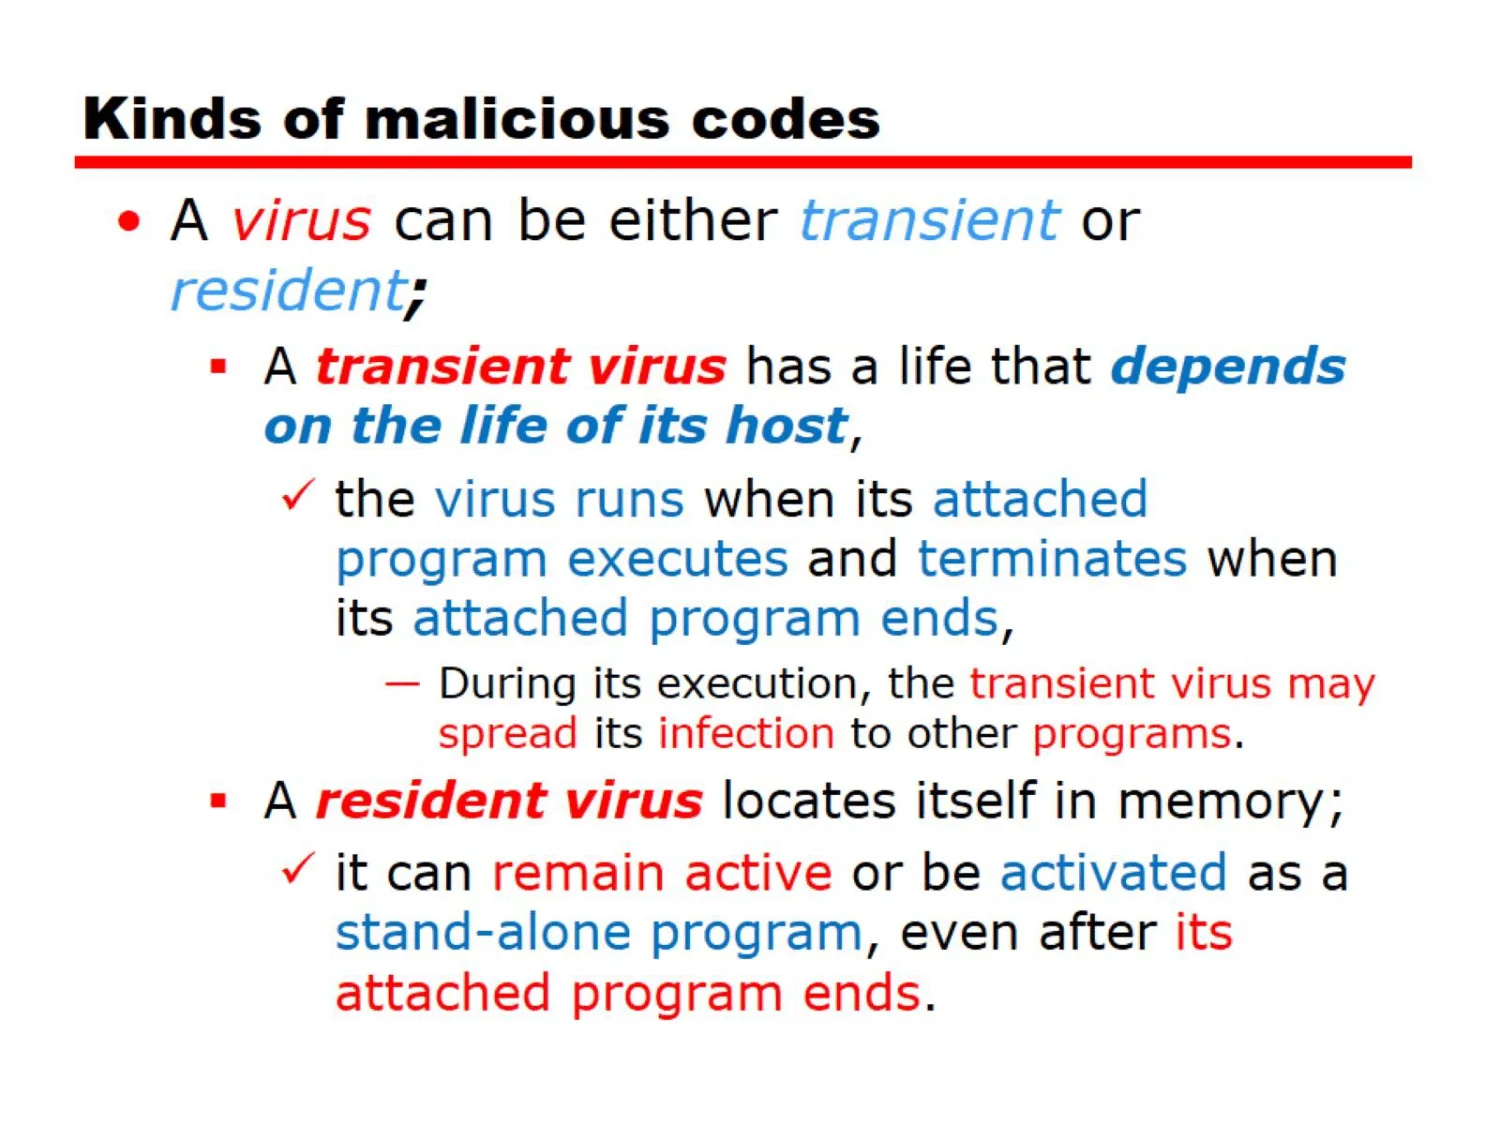 Kinds of malicious codes
• A virus can be either transient or
resident;
▪ A transient virus has a life that depends
on the life of its host,
✓ the virus runs when its attached
program executes and terminates when
its attached program ends,
— During its execution, the transient virus may
spread its infection to other programs.
▪ A resident virus locates itself in memory;
✓ it can remain active or be activated as a
stand-alone program, even after its
attached program ends.